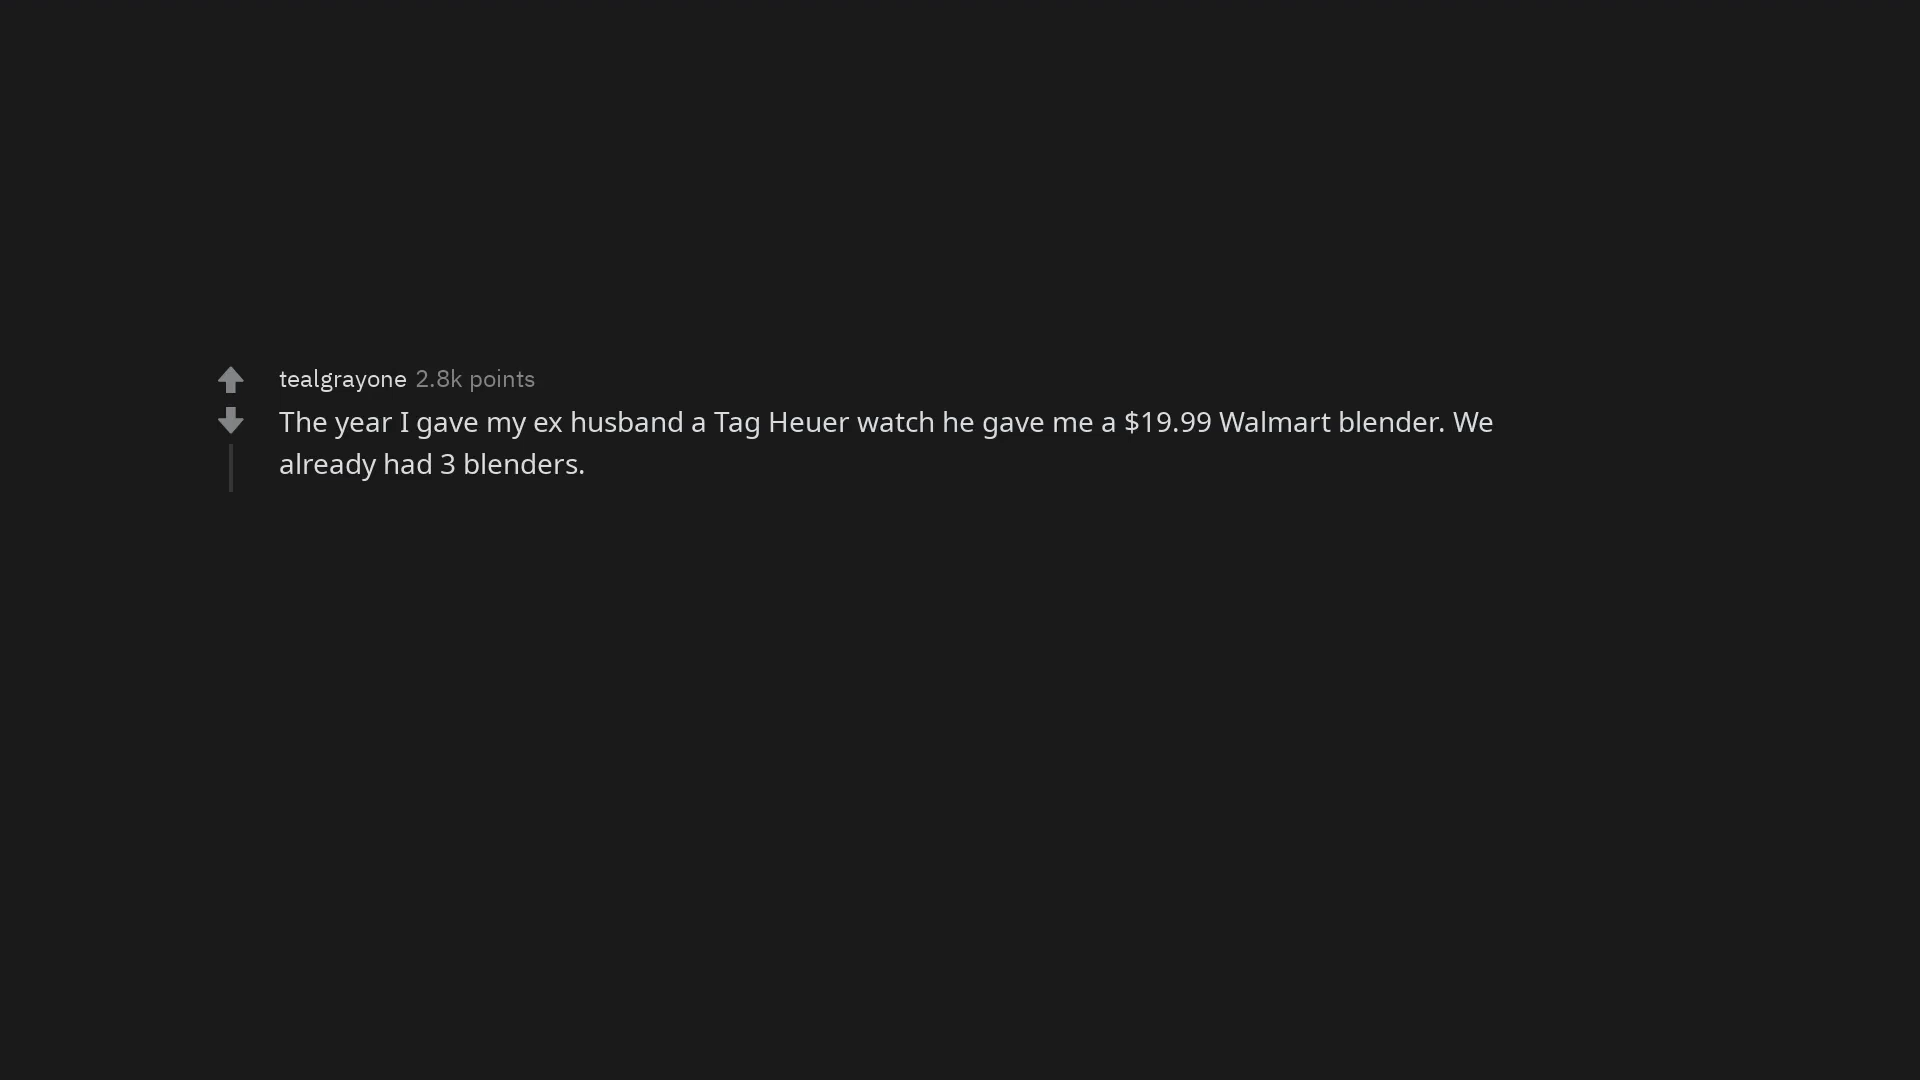 tealgrayone 2.8k points
The year I gave my ex husband a Tag Heuer watch he gave me a $19.99 Walmart blender. We
already had 3 blenders.